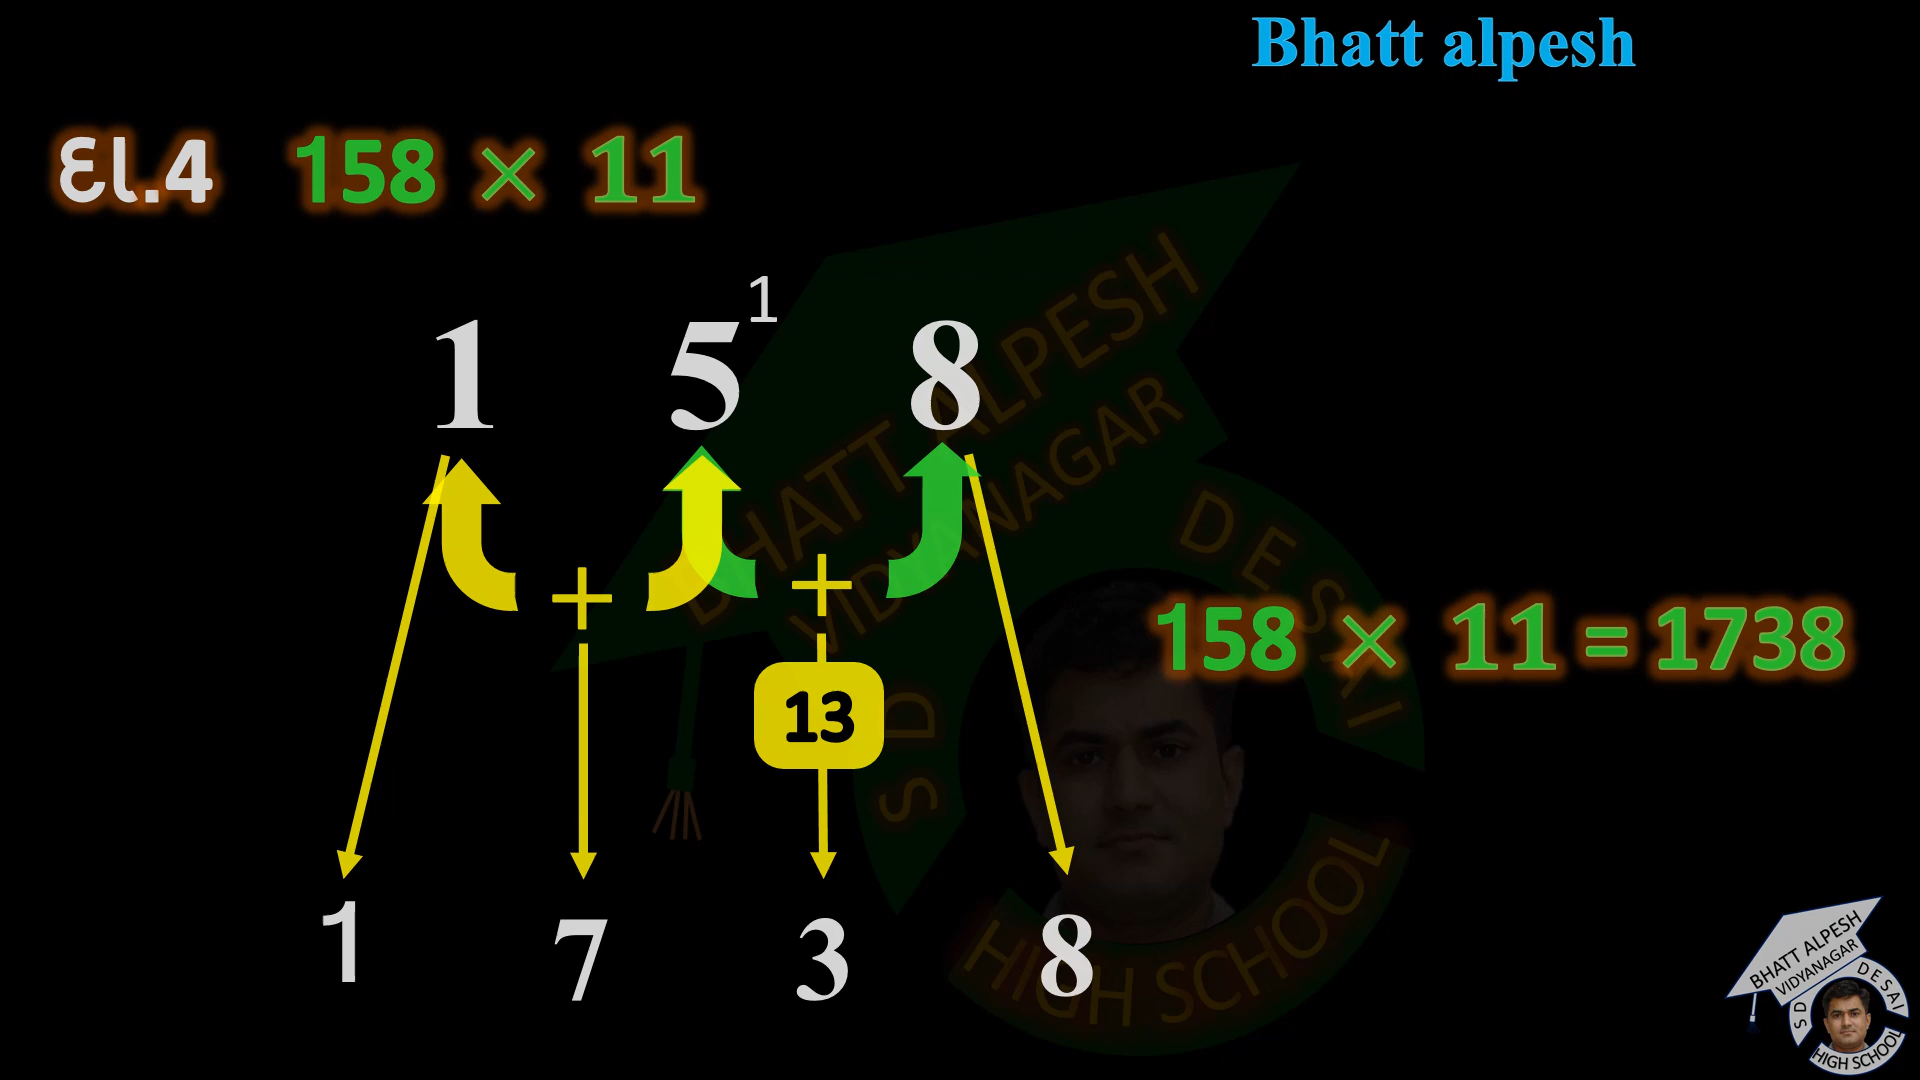 Bhatt alpesh
દા.4 158 × 11
1 5 1 8
+ +
13
158 × 11 = 1738
1 7 3 8
BHATT ALPESH
VIDYANAGAR
S D DESAI
HIGH SCHOOL
BHATT ALPESH
VIDYANAGAR
S D DESAI
HIGH SCHOOL